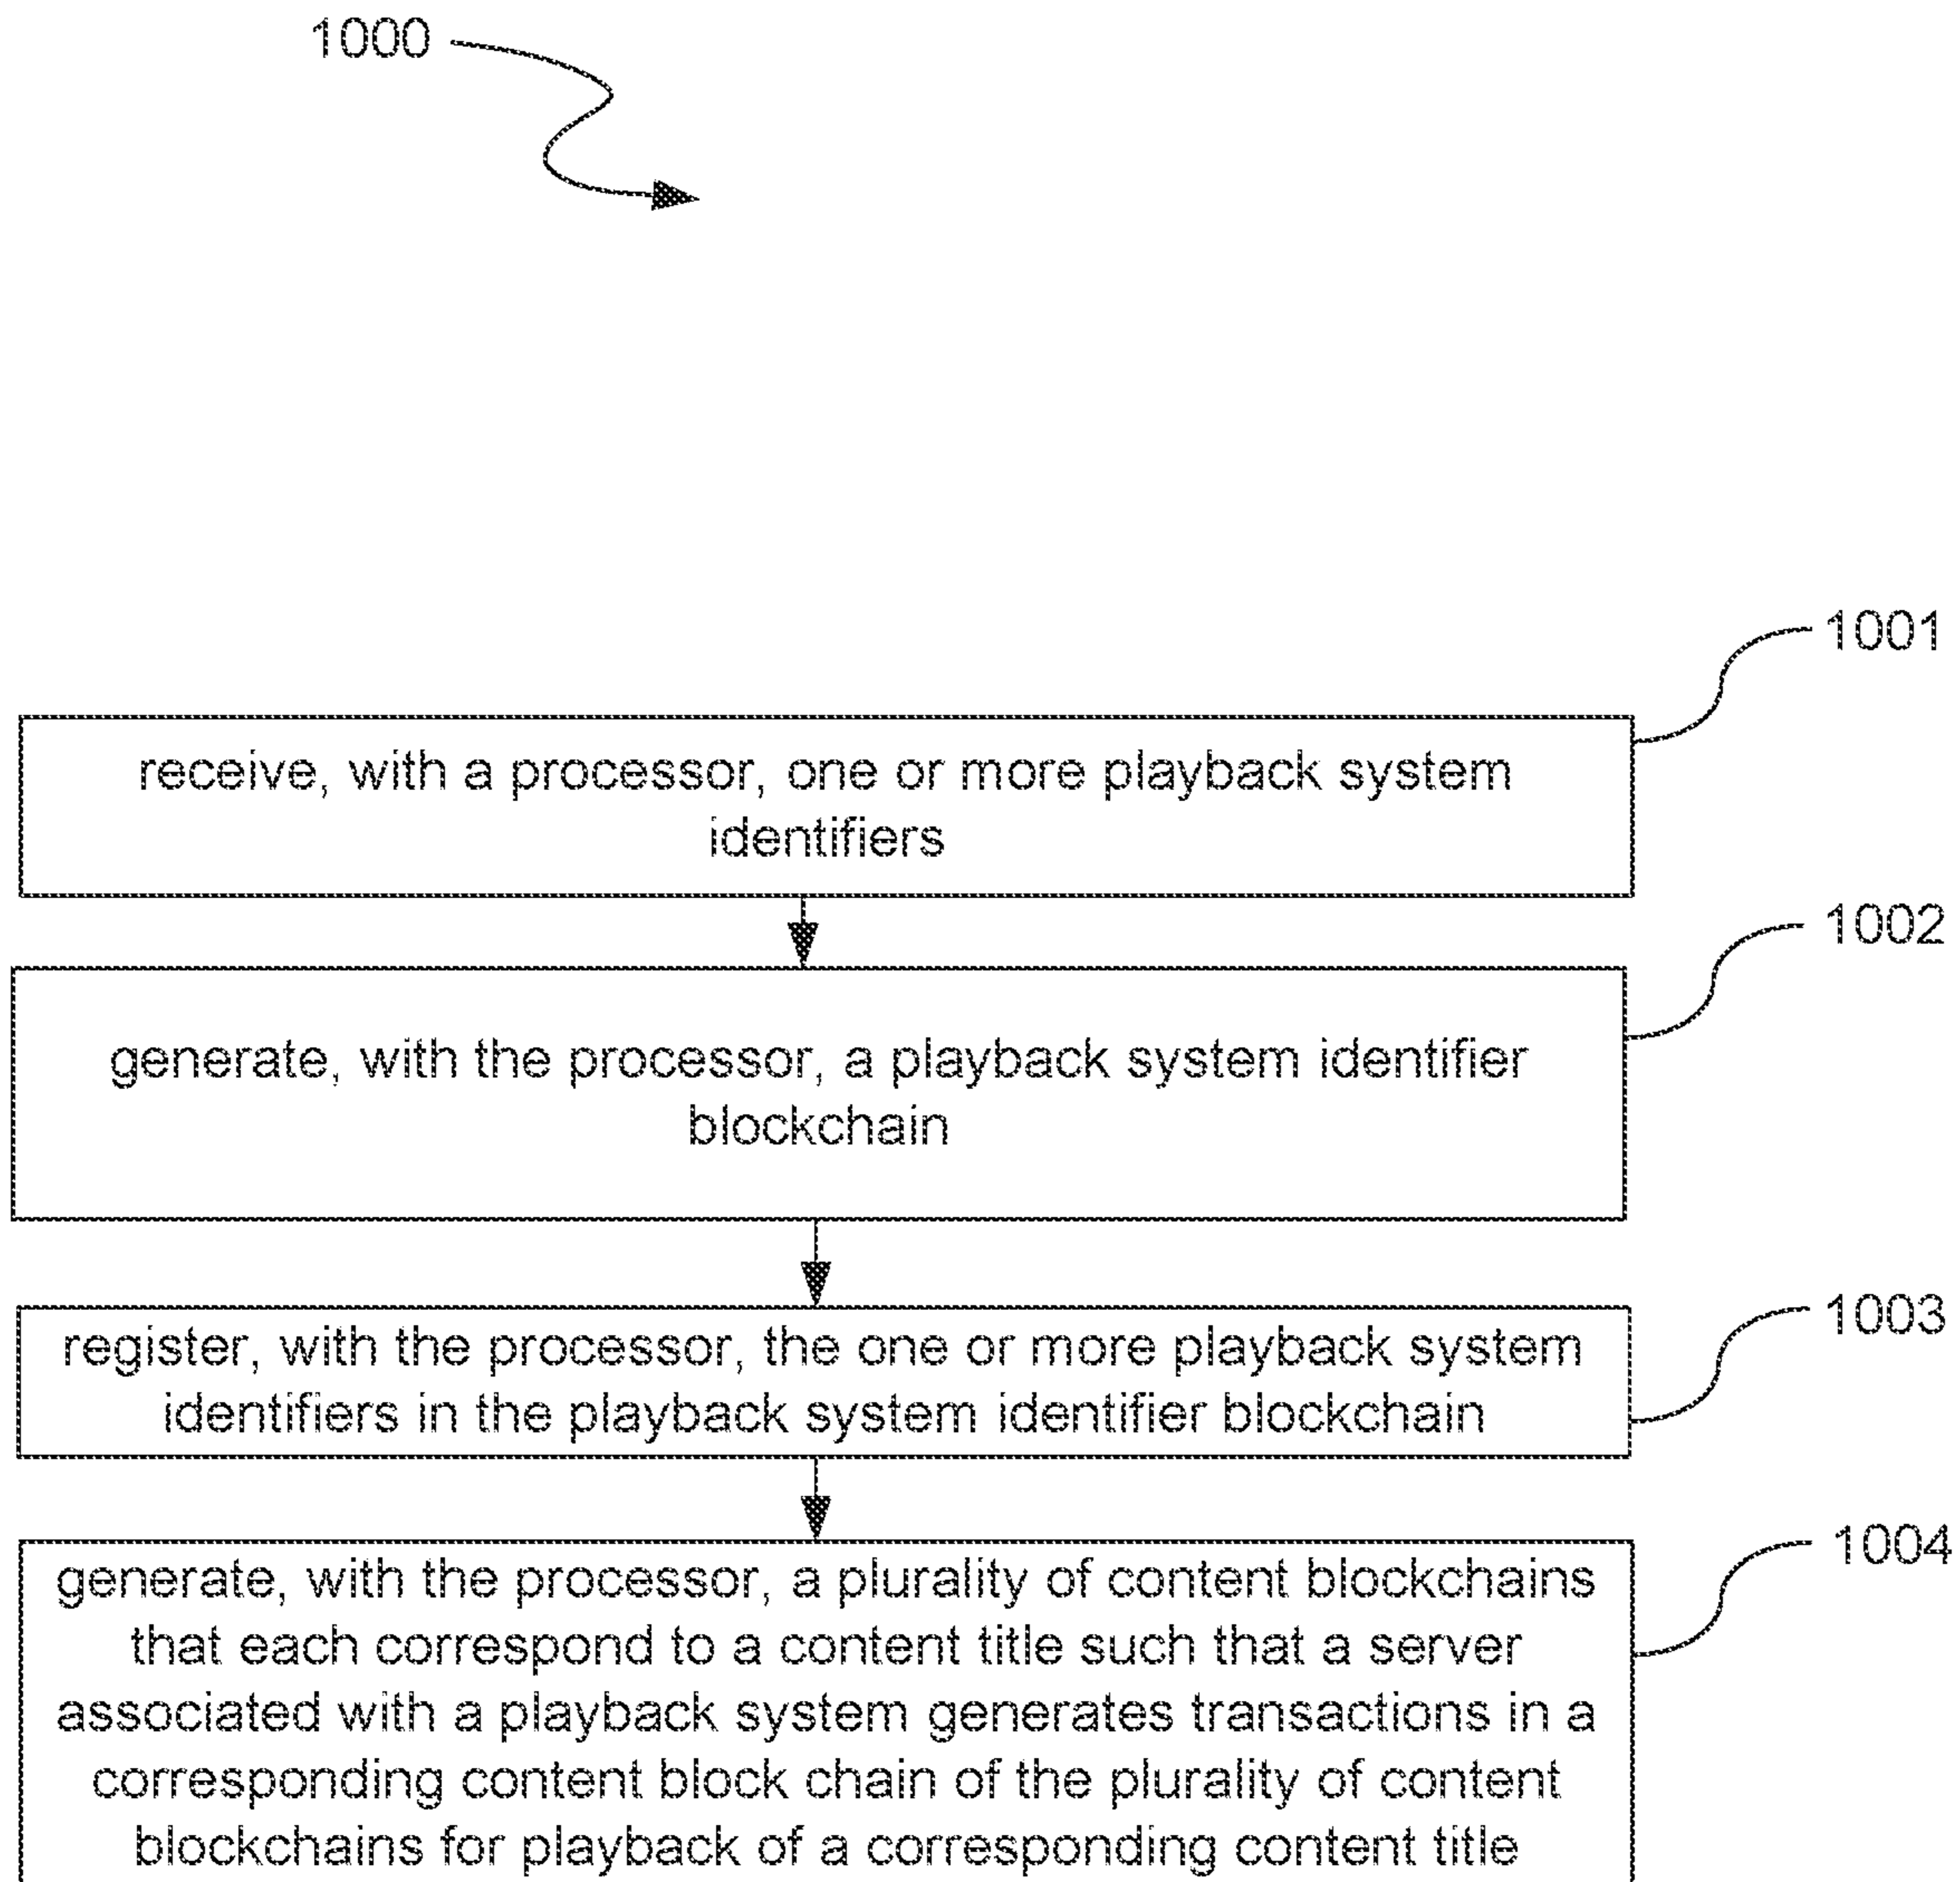 1000
1001
receive, with a processor, one or more playback system
identifiers
1002
generate, with the processor, a playback system identifier
blockchain
1003
register, with the processor, the one or more playback system
identifiers in the playback system identifier blockchain
1004
generate, with the processor, a plurality of content blockchains
that each correspond to a content title such that a server
associated with a playback system generates transactions in a
corresponding content block chain of the plurality of content
blockchains for playback of a corresponding content title